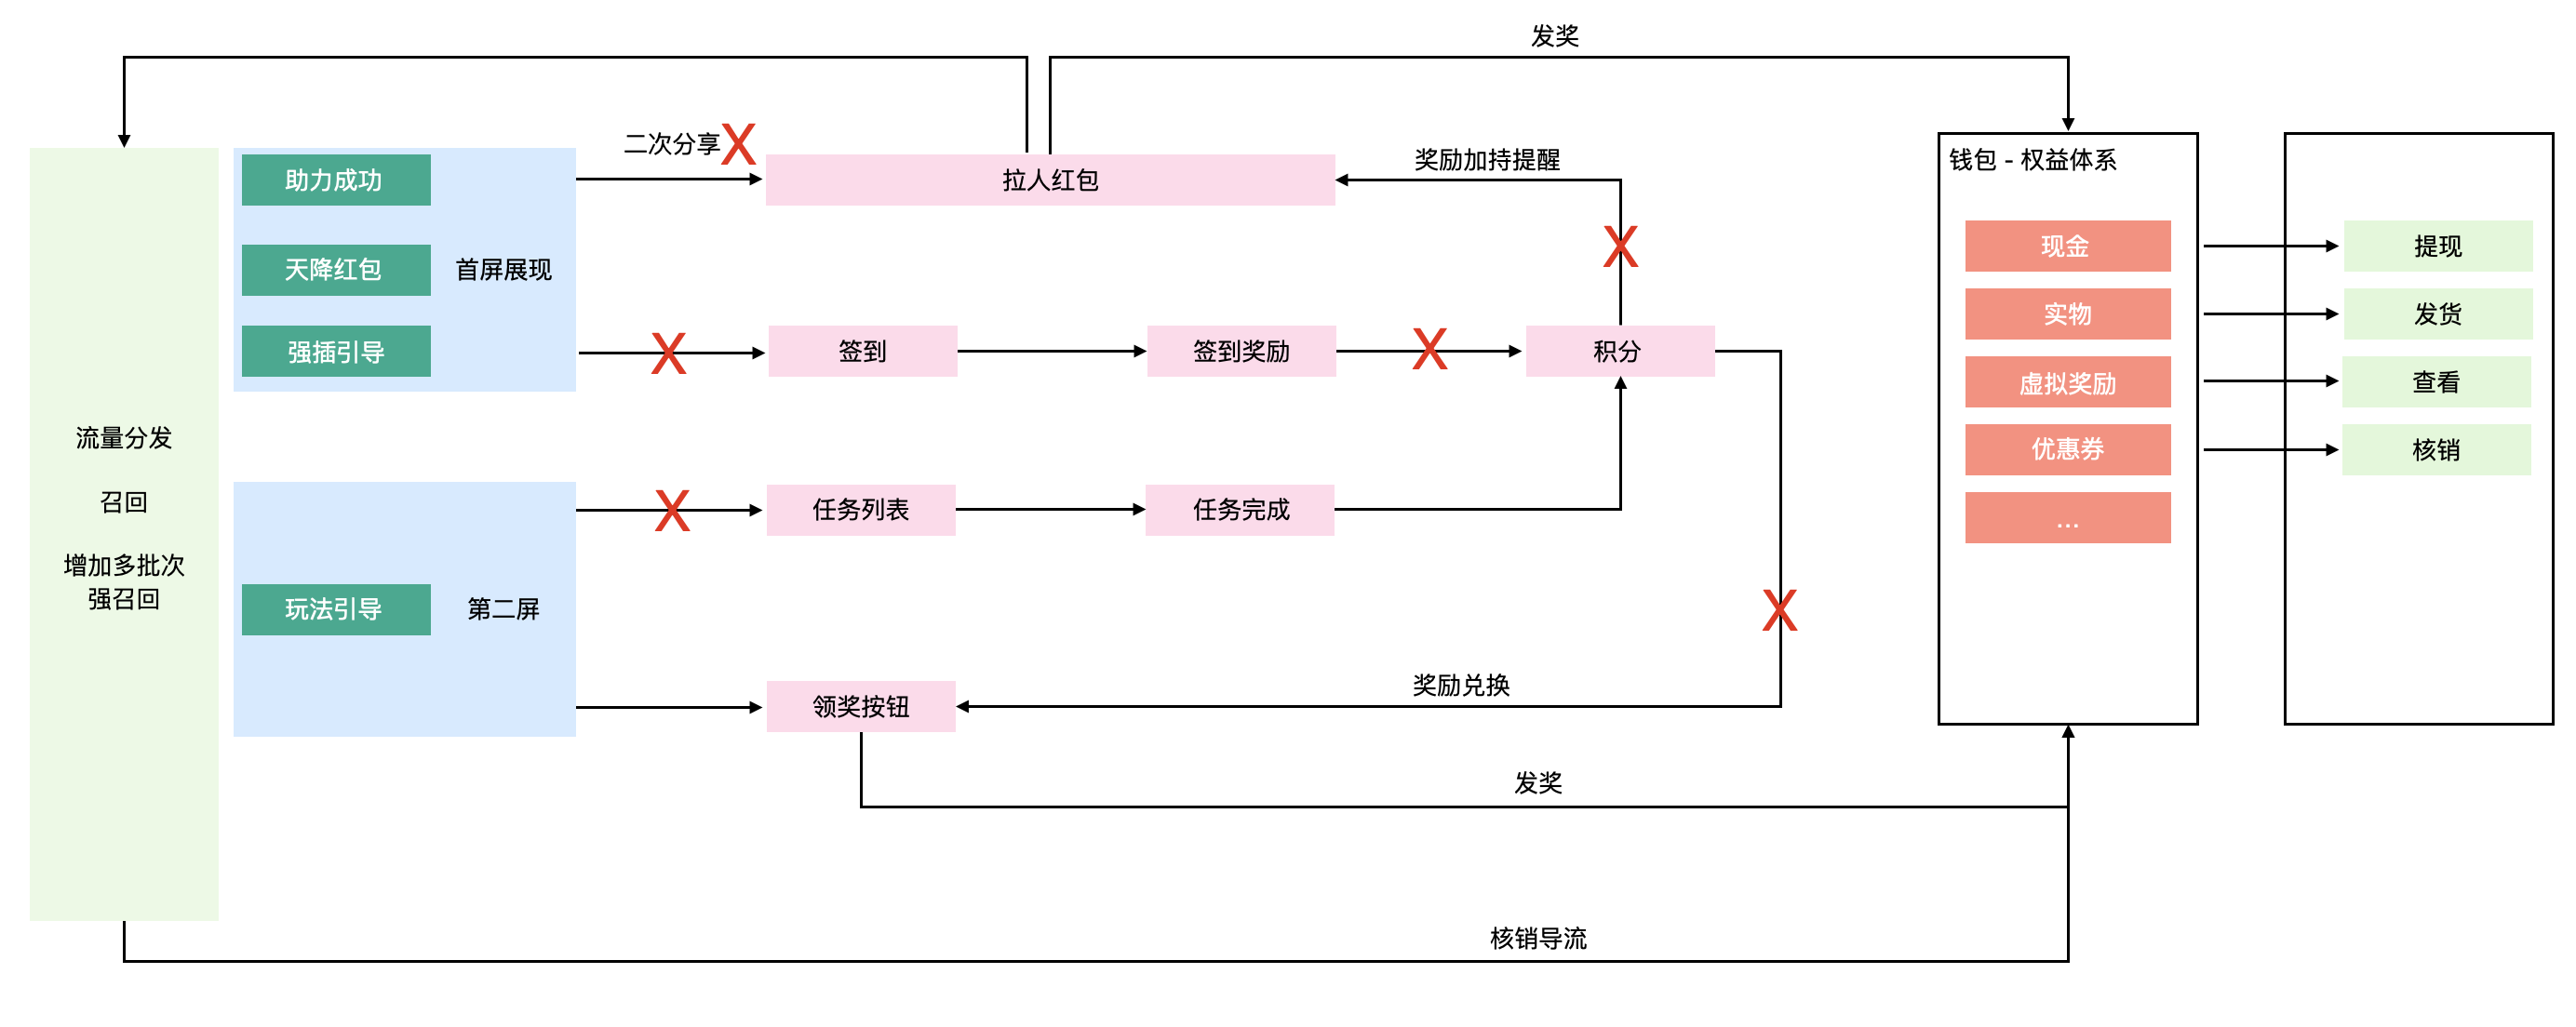 发奖
二次分享
X
助力成功
拉人红包
奖励加持提醒
钱包 - 权益体系
X
现金
提现
天降红包
首屏展现
实物
发货
强插引导
X
签到
签到奖励
X
积分
虚拟奖励
查看
流量分发
优惠券
核销
召回
X
任务列表
任务完成
...
增加多批次
强召回
玩法引导
第二屏
X
奖励兑换
领奖按钮
发奖
核销导流